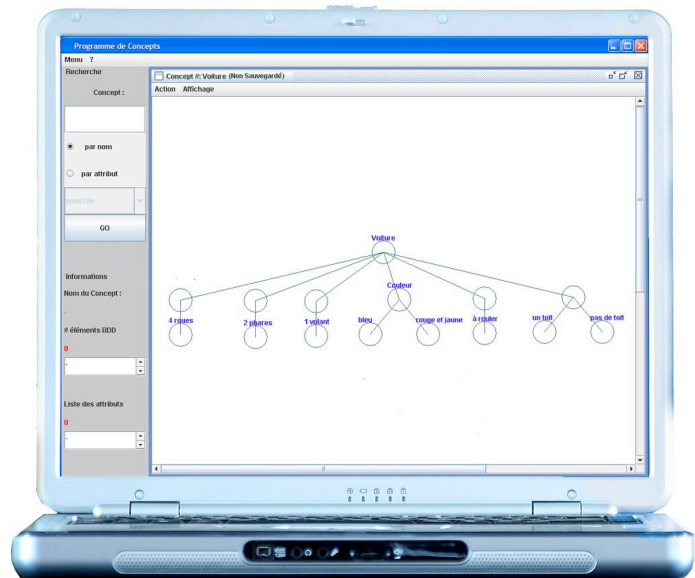 Programme de Concepts
Menu ?
Recherche
Concept :
par nom
par attribut
GO
Informations
Nom du Concept :
-
# éléments BDD
0
-
Liste des attributs
0
-
Concept #: Voiture (Non Sauvegardé)
Action Affichage
Voiture
Couleur
4 roues
2 phares
1 volant
bleu
rouge et jaune
à rouler
un toit
pas de toit